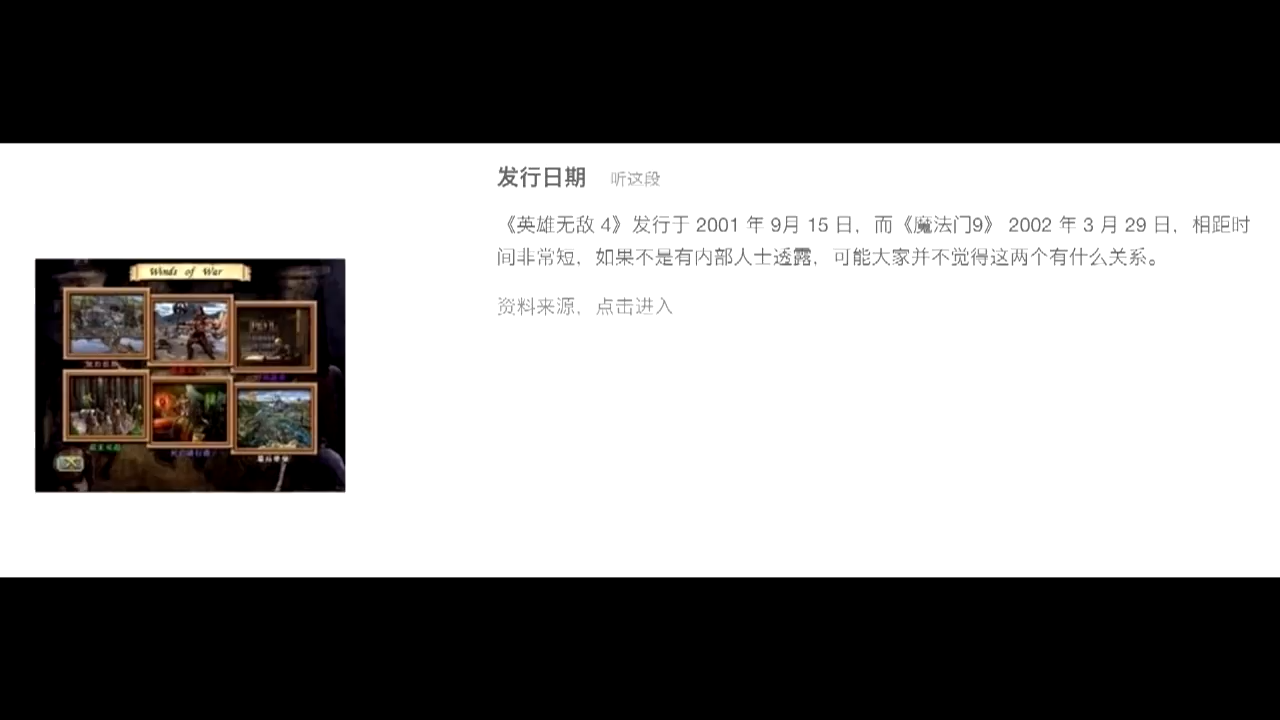 发行日期 听这段
《英雄无敌 4》发行于 2001 年 9月 15 日，而《魔法门9》 2002 年 3 月 29 日，相距时
间非常短，如果不是有内部人士透露，可能大家并不觉得这两个有什么关系。
资料来源，点击进入
Winds of War